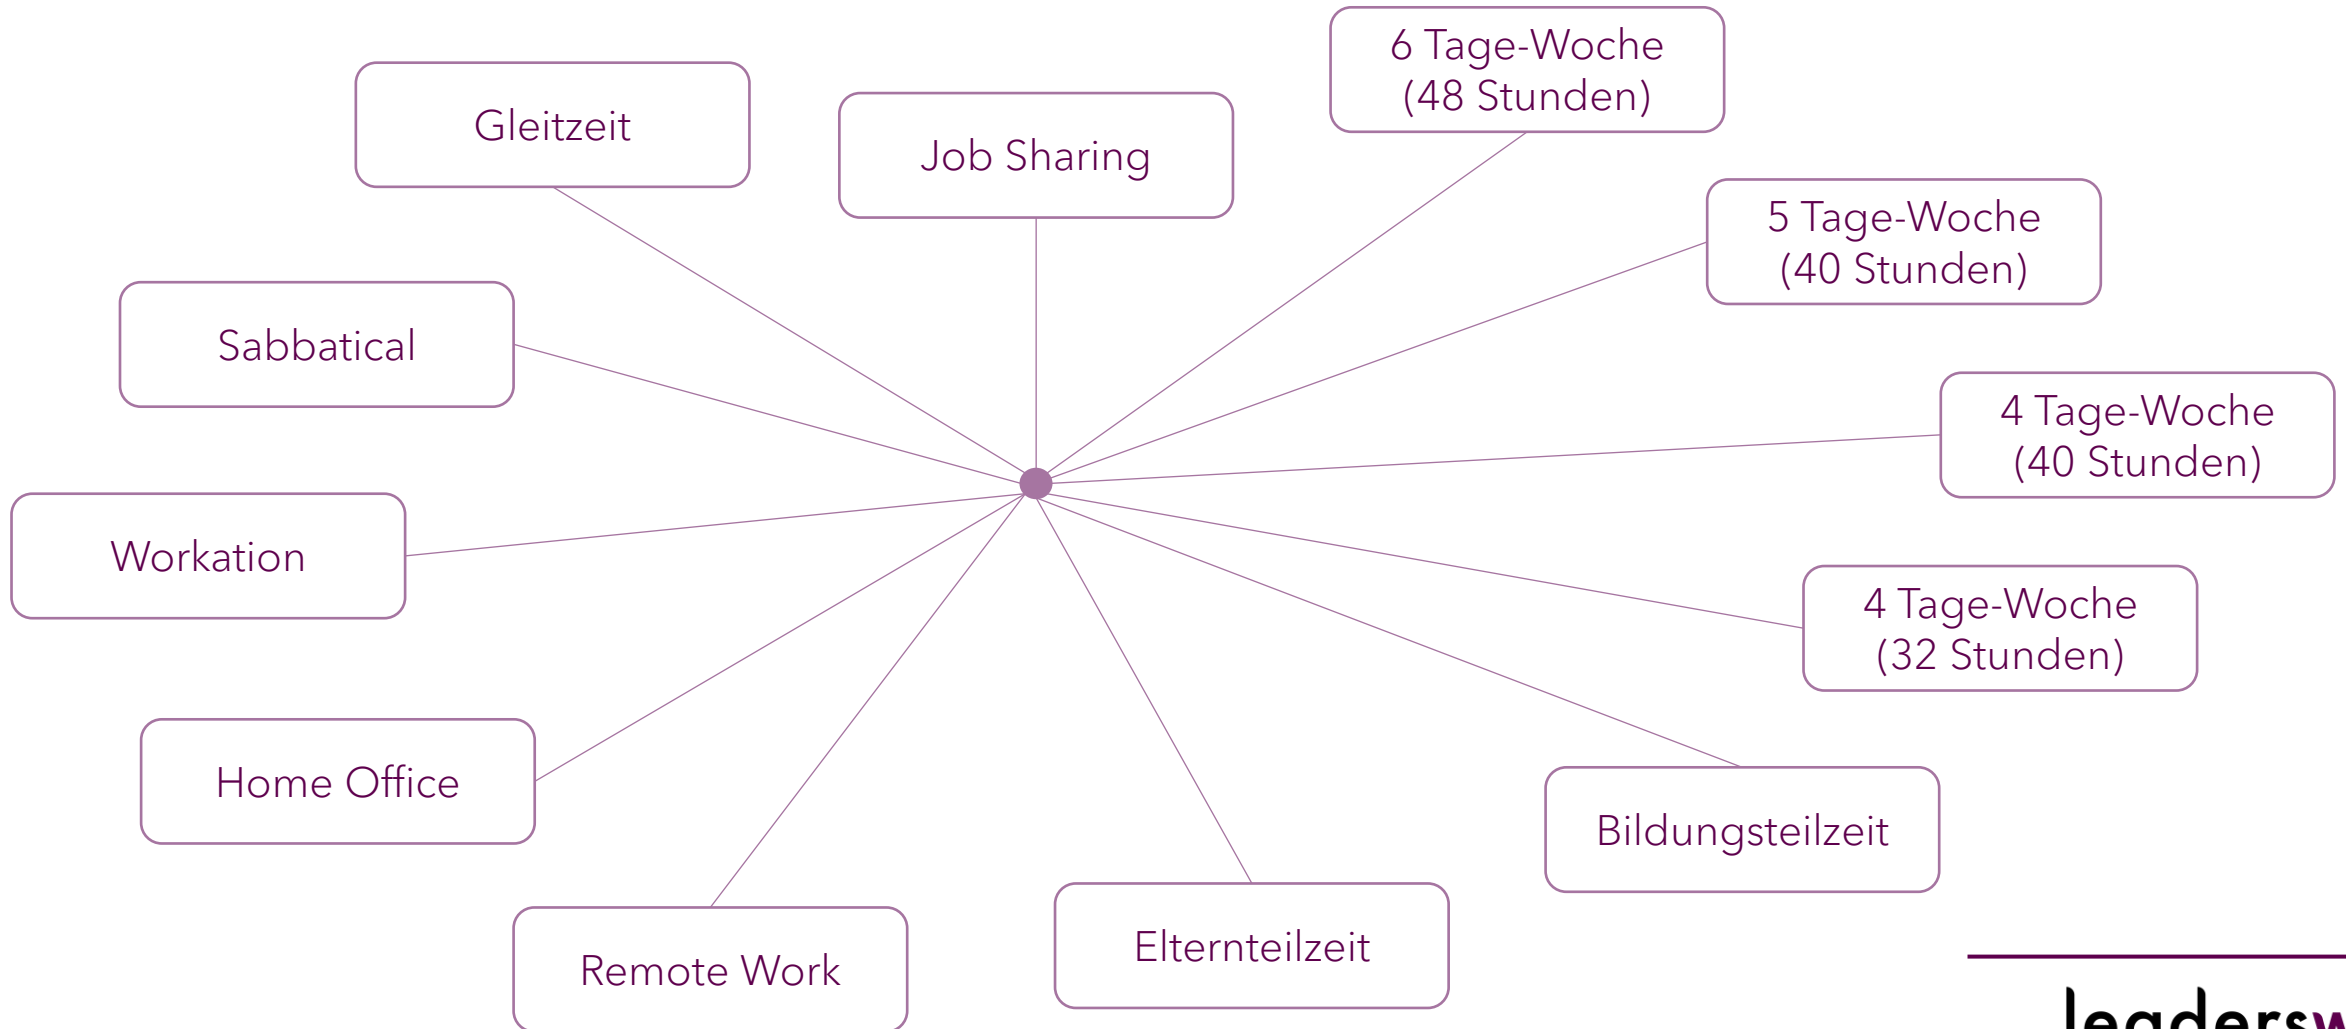 6 Tage-Woche
(48 Stunden)
Gleitzeit
Job Sharing
5 Tage-Woche
(40 Stunden)
Sabbatical
4 Tage-Woche
(40 Stunden)
Workation
4 Tage-Woche
(32 Stunden)
Home Office
Bildungsteilzeit
Elternteilzeit
Remote Work